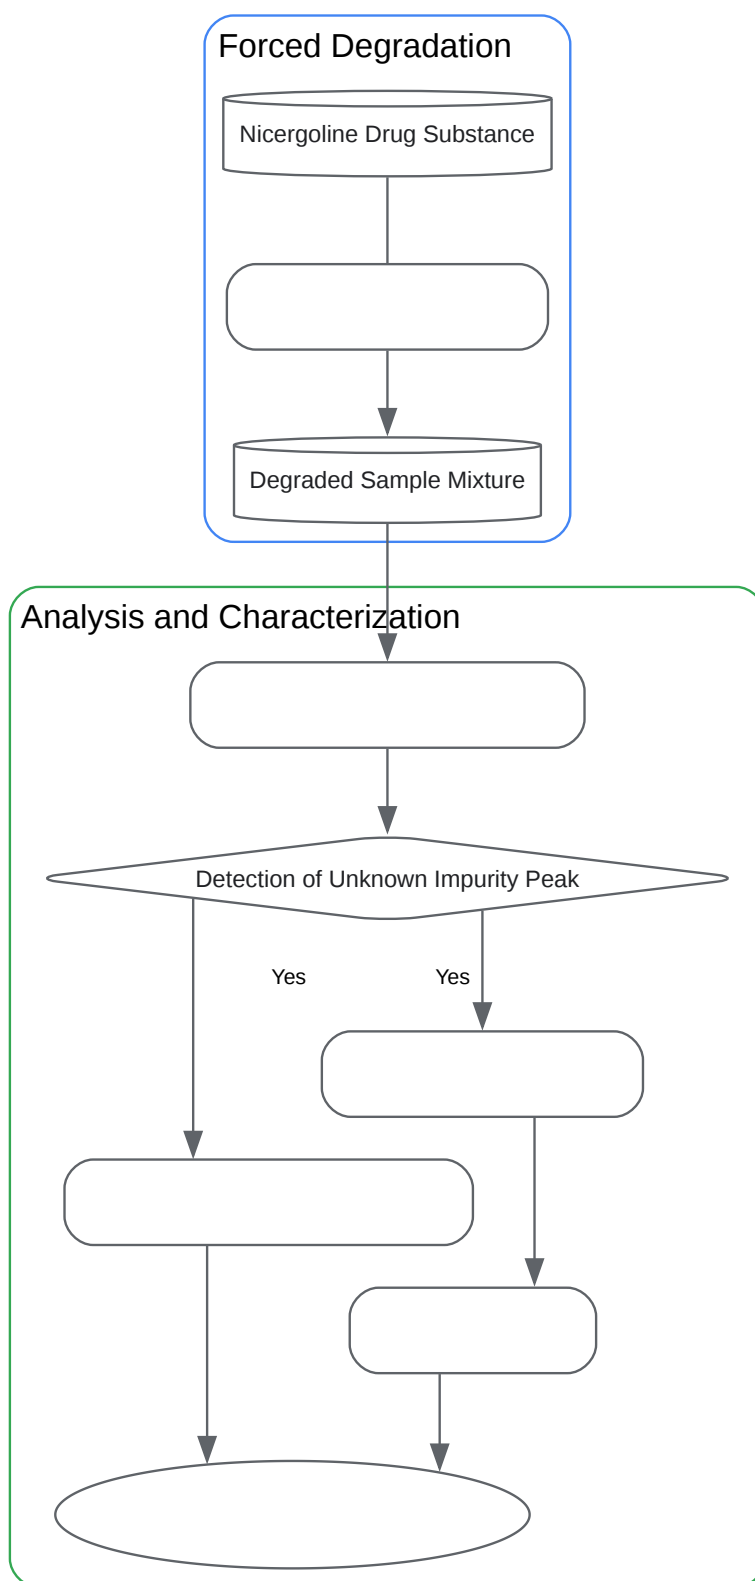 Forced Degradation
Nicergoline Drug Substance
Degraded Sample Mixture
Analysis and Characterization
Detection of Unknown Impurity Peak
Yes
Yes